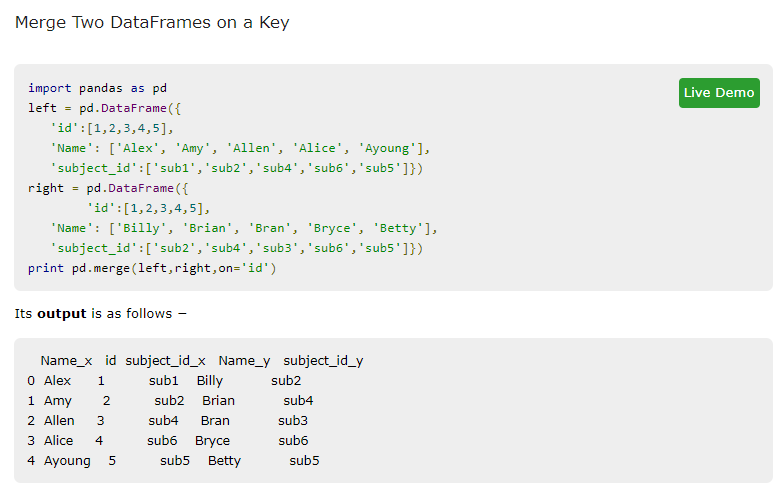 Merge Two DataFrames on a Key
Live Demo
import pandas as pd
left = pd.DataFrame({
   'id':[1,2,3,4,5],
   'Name': ['Alex', 'Amy', 'Allen', 'Alice', 'Ayoung'],
   'subject_id':['sub1','sub2','sub4','sub6','sub5']})
right = pd.DataFrame({
        'id':[1,2,3,4,5],
   'Name': ['Billy', 'Brian', 'Bran', 'Bryce', 'Betty'],
   'subject_id':['sub2','sub4','sub3','sub6','sub5']})
print pd.merge(left,right,on='id')
Its output is as follows −
Name_x id subject_id_x Name_y subject_id_y
0 Alex 1 sub1 Billy sub2
1 Amy 2 sub2 Brian sub4
2 Allen 3 sub4 Bran sub3
3 Alice 4 sub6 Bryce sub6
4 Ayoung 5 sub5 Betty sub5